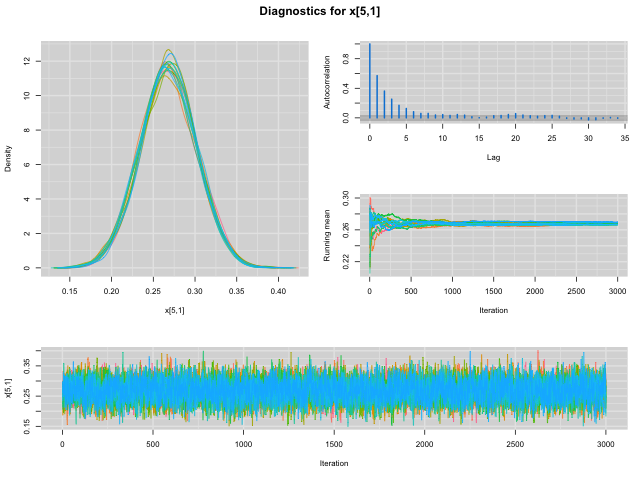 Diagnostics for x[5,1]
Density
0 2 4 6 8 10 12
0.15 0.20 0.25 0.30 0.35 0.40
x[5,1]
Autocorrelation
0.0 0.4 0.8
0 5 10 15 20 25 30 35
Lag
Running mean
0.22 0.26 0.30
0 500 1000 1500 2000 2500 3000
Iteration
x[5,1]
0.15 0.25 0.35
0 500 1000 1500 2000 2500 3000
Iteration